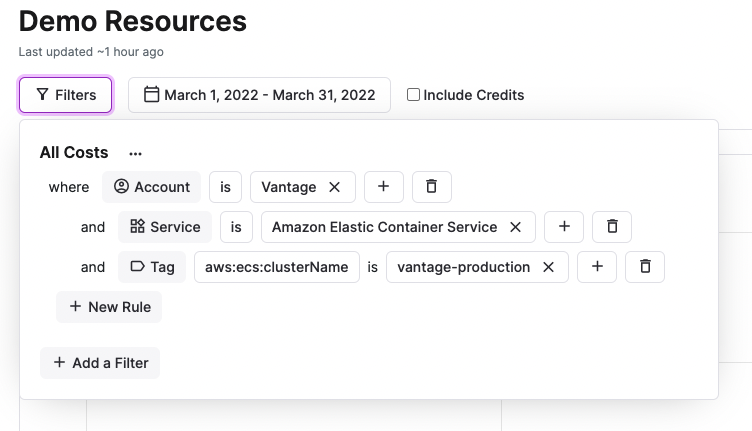 Demo Resources
Last updated ~1 hour ago
Filters March 1, 2022 - March 31, 2022 Include Credits
All Costs ...
where Account is Vantage × +
and Service is Amazon Elastic Container Service × +
and Tag aws:ecs:clusterName is vantage-production × +
+ New Rule
+ Add a Filter